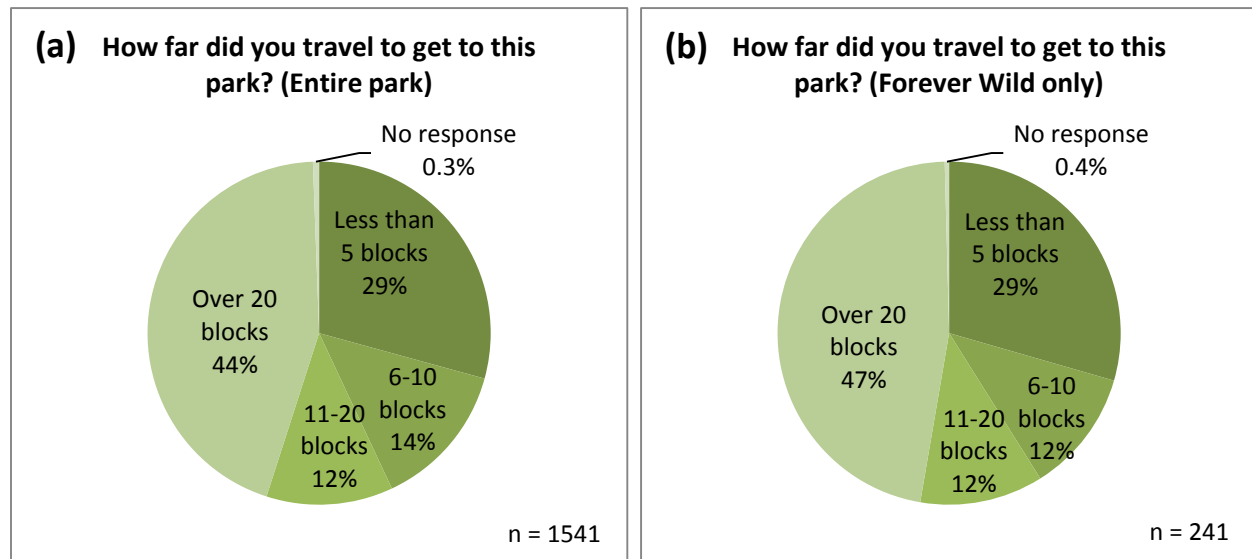 (a) How far did you travel to get to this
park? (Entire park)
No response
0.3%
Less than
5 blocks
29%
6-10
blocks
14%
11-20
blocks
12%
Over 20
blocks
44%
n = 1541
(b) How far did you travel to get to this
park? (Forever Wild only)
No response
0.4%
Less than
5 blocks
29%
6-10
blocks
12%
11-20
blocks
12%
Over 20
blocks
47%
n = 241